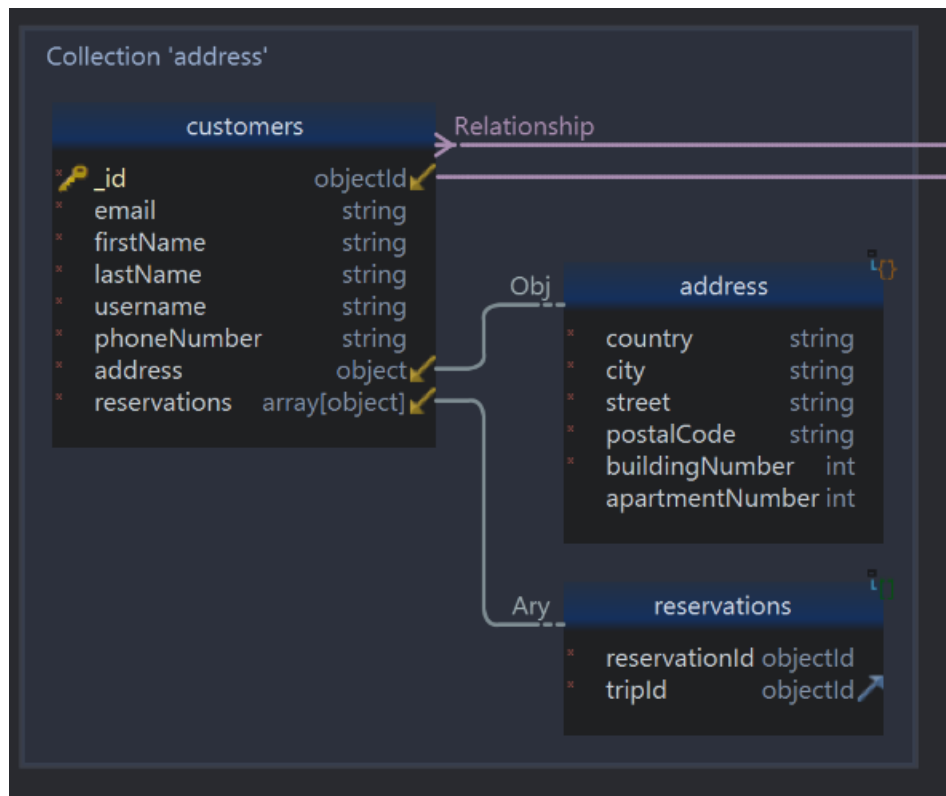 Collection 'address'
customers
Relationship
_id objectId
email string
firstName string
lastName string
username string
phoneNumber string
address object
reservations array[object]
Obj
address
country string
city string
street string
postalCode string
buildingNumber int
apartmentNumber int
Ary
reservations
reservationId objectId
tripId objectId